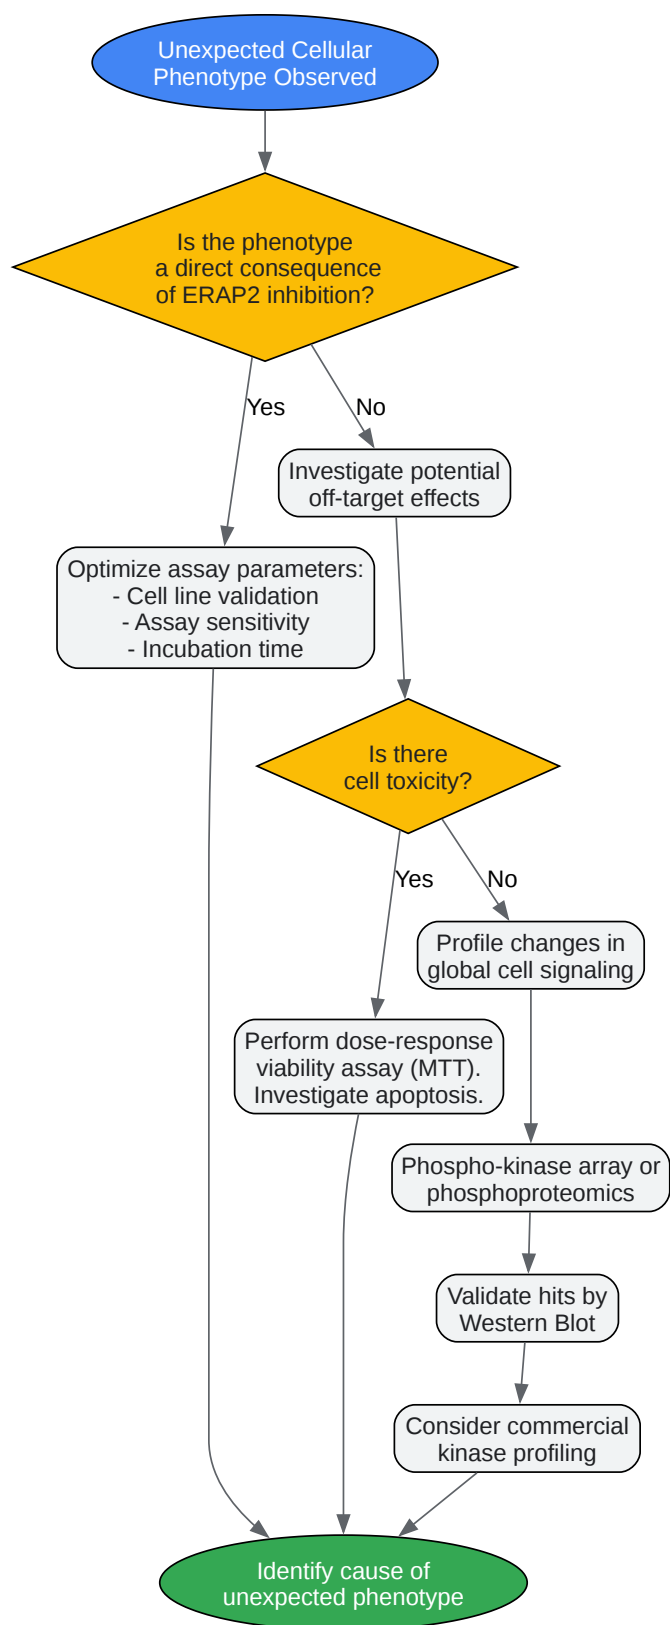 Unexpected Cellular
Phenotype Observed
Is the phenotype
a direct consequence
of ERAP2 inhibition?
Yes
No
Investigate potential
off-target effects
Optimize assay parameters:
- Cell line validation
- Assay sensitivity
- Incubation time
Is there
cell toxicity?
Yes
No
Profile changes in
global cell signaling
Perform dose-response
viability assay (MTT).
Investigate apoptosis.
Phospho-kinase array or
phosphoproteomics
Validate hits by
Western Blot
Consider commercial
kinase profiling
Identify cause of
unexpected phenotype